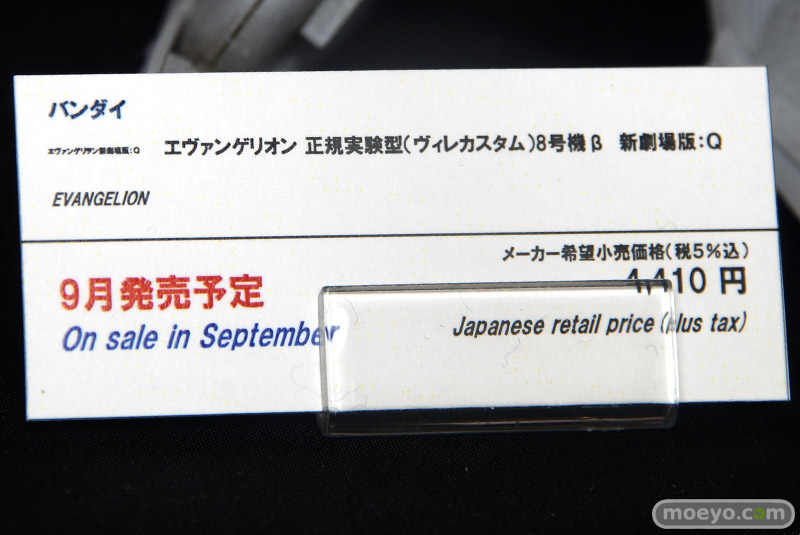 バンダイ
エヴァンゲリヲン新劇場版:Q エヴァンゲリオン 正規実験型(ヴィレカスタム)8号機β 新劇場版:Q
EVANGELION
メーカー希望小売価格(税5%込)
9月発売予定 4,410 円
On sale in September Japanese retail price (plus tax)
moeyo.com